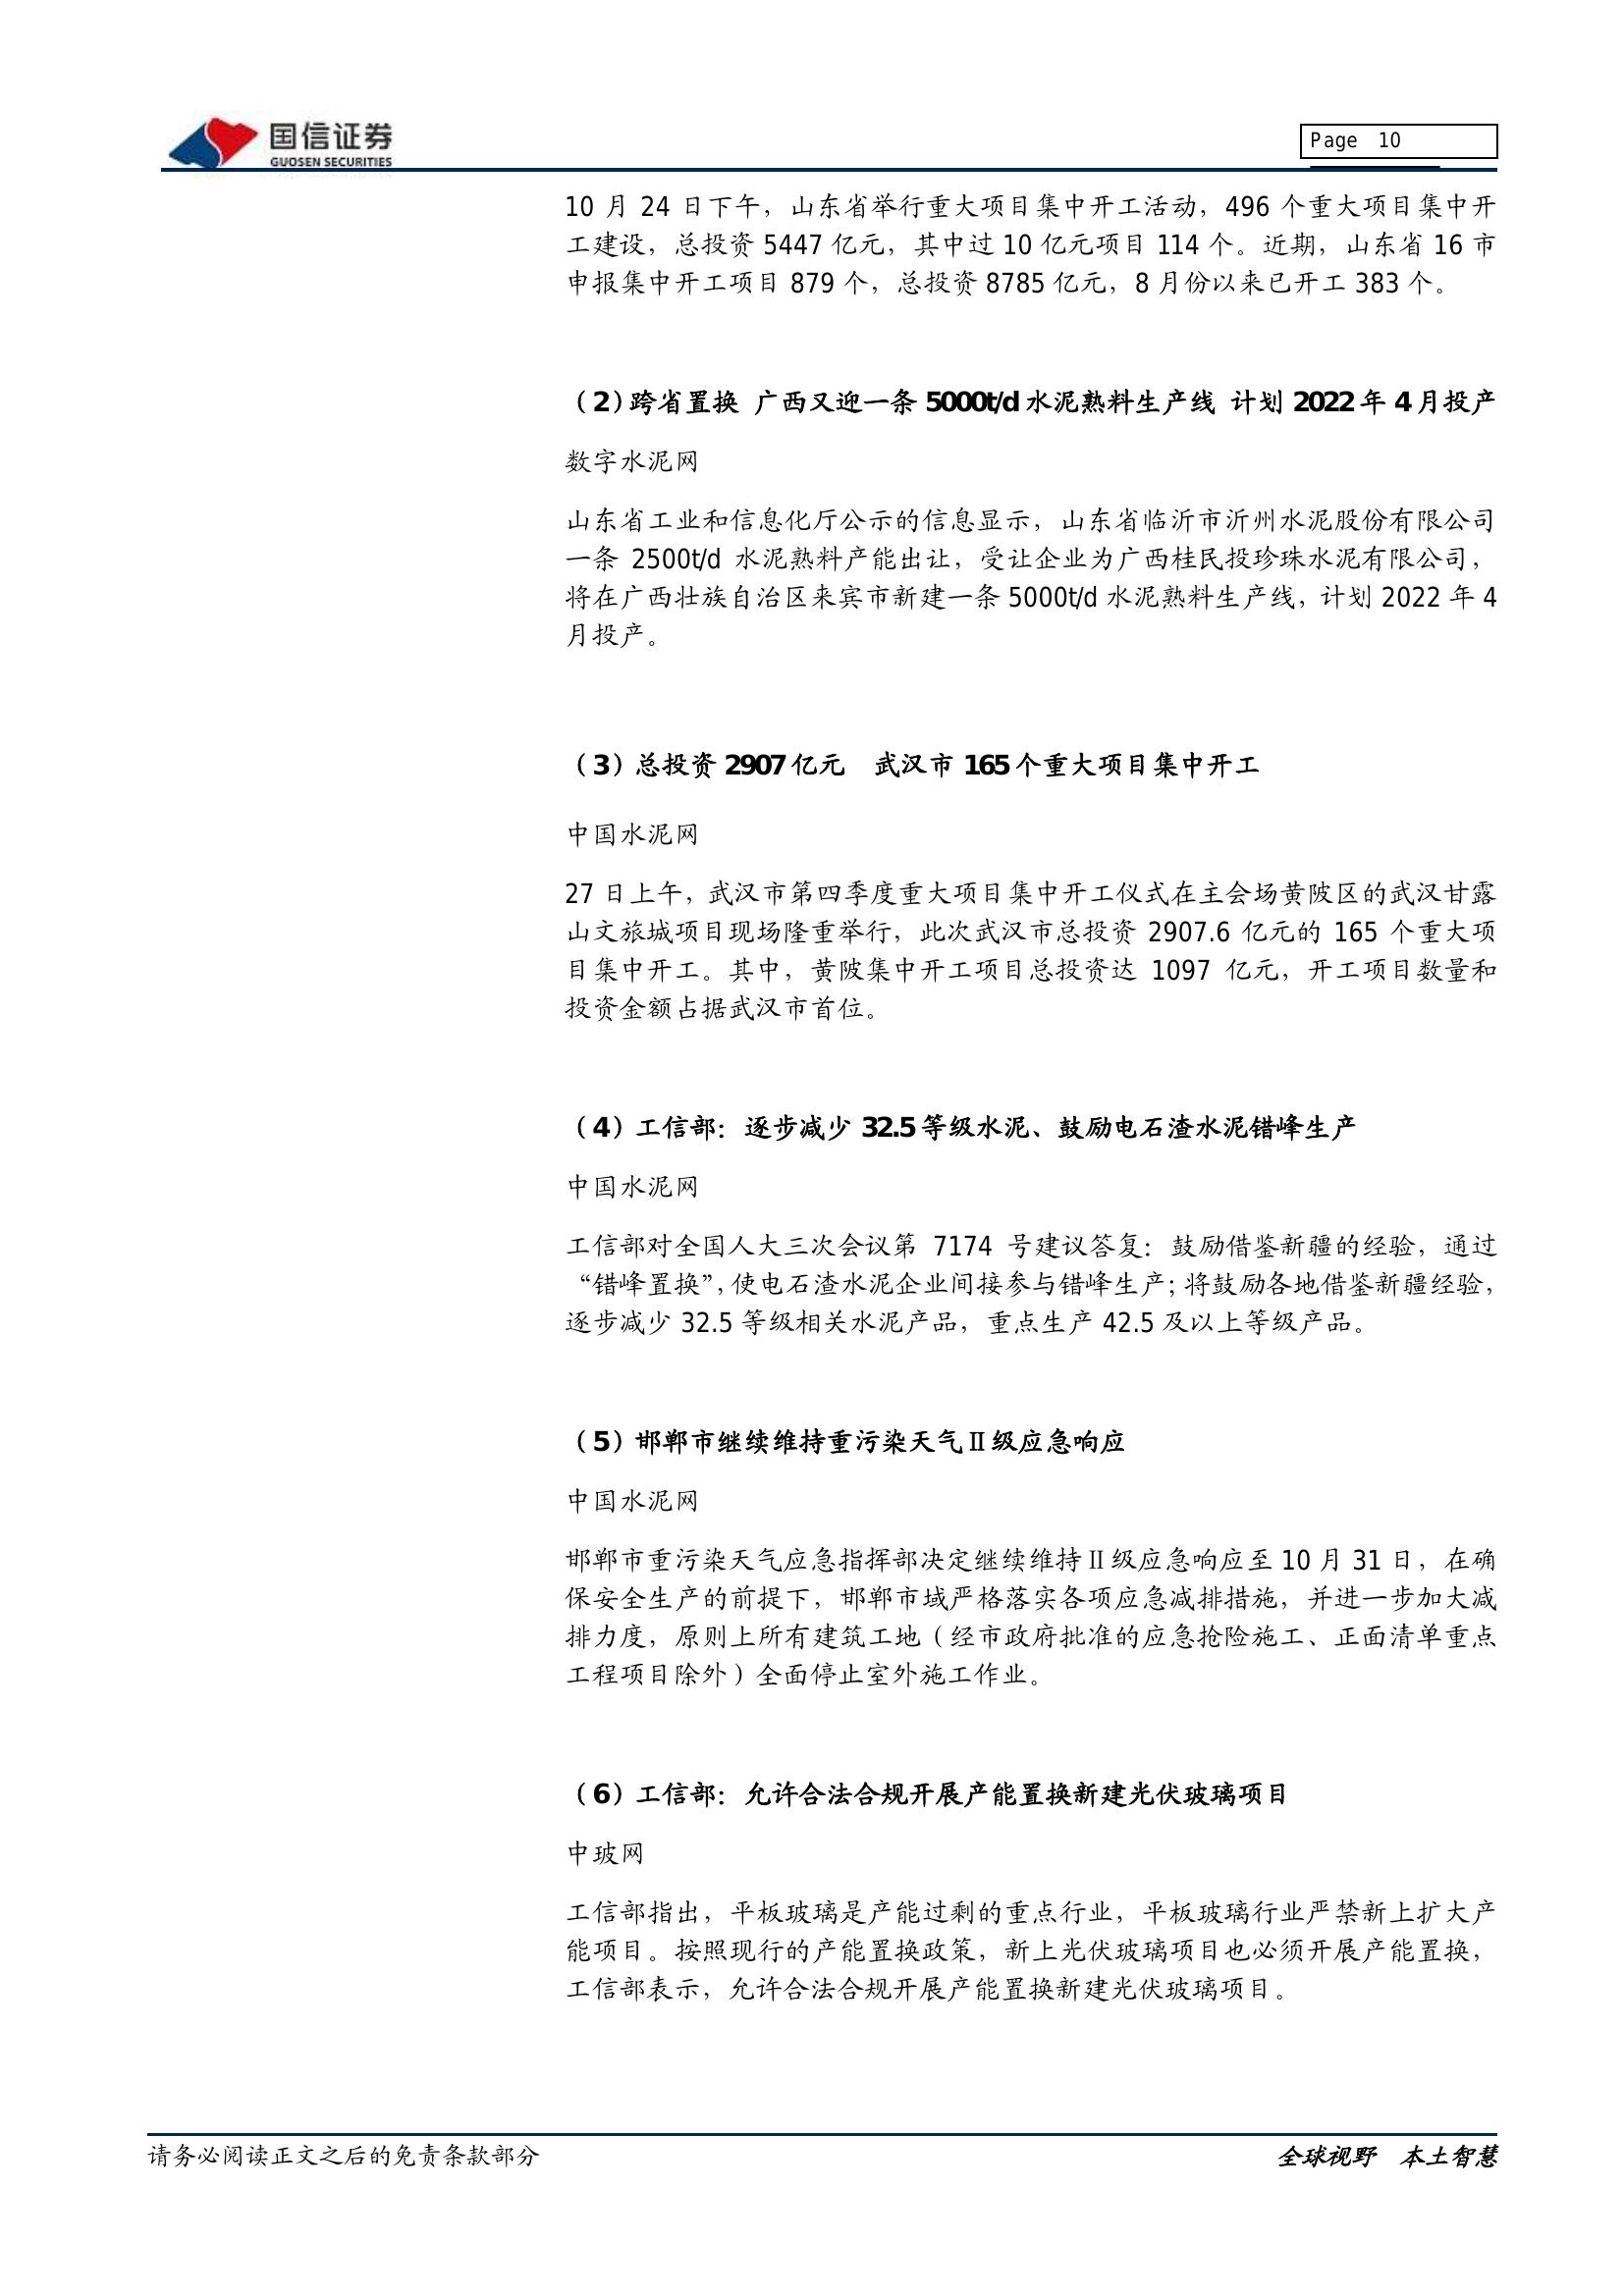 国信证券
GUOSEN SECURITIES
Page 10
10 月 24 日下午，山东省举行重大项目集中开工活动，496 个重大项目集中开
工建设，总投资 5447 亿元，其中过 10 亿元项目 114 个。近期，山东省 16 市
申报集中开工项目 879 个，总投资 8785 亿元，8 月份以来已开工 383 个。
（2）跨省置换 广西又迎一条 5000t/d 水泥熟料生产线 计划 2022 年 4 月投产
数字水泥网
山东省工业和信息化厅公示的信息显示，山东省临沂市沂州水泥股份有限公司
一条 2500t/d 水泥熟料产能出让，受让企业为广西桂民投珍珠水泥有限公司，
将在广西壮族自治区来宾市新建一条 5000t/d 水泥熟料生产线，计划 2022 年 4
月投产。
（3）总投资 2907 亿元 武汉市 165 个重大项目集中开工
中国水泥网
27 日上午，武汉市第四季度重大项目集中开工仪式在主会场黄陂区的武汉甘露
山文旅城项目现场隆重举行，此次武汉市总投资 2907.6 亿元的 165 个重大项
目集中开工。其中，黄陂集中开工项目总投资达 1097 亿元，开工项目数量和
投资金额占据武汉市首位。
（4）工信部：逐步减少 32.5 等级水泥、鼓励电石渣水泥错峰生产
中国水泥网
工信部对全国人大三次会议第 7174 号建议答复：鼓励借鉴新疆的经验，通过
“错峰置换”，使电石渣水泥企业间接参与错峰生产；将鼓励各地借鉴新疆经验，
逐步减少 32.5 等级相关水泥产品，重点生产 42.5 及以上等级产品。
（5）邯郸市继续维持重污染天气Ⅱ级应急响应
中国水泥网
邯郸市重污染天气应急指挥部决定继续维持Ⅱ级应急响应至 10 月 31 日，在确
保安全生产的前提下，邯郸市域严格落实各项应急减排措施，并进一步加大减
排力度，原则上所有建筑工地（经市政府批准的应急抢险施工、正面清单重点
工程项目除外）全面停止室外施工作业。
（6）工信部：允许合法合规开展产能置换新建光伏玻璃项目
中玻网
工信部指出，平板玻璃是产能过剩的重点行业，平板玻璃行业严禁新上扩大产
能项目。按照现行的产能置换政策，新上光伏玻璃项目也必须开展产能置换，
工信部表示，允许合法合规开展产能置换新建光伏玻璃项目。
请务必阅读正文之后的免责条款部分
全球视野 本土智慧